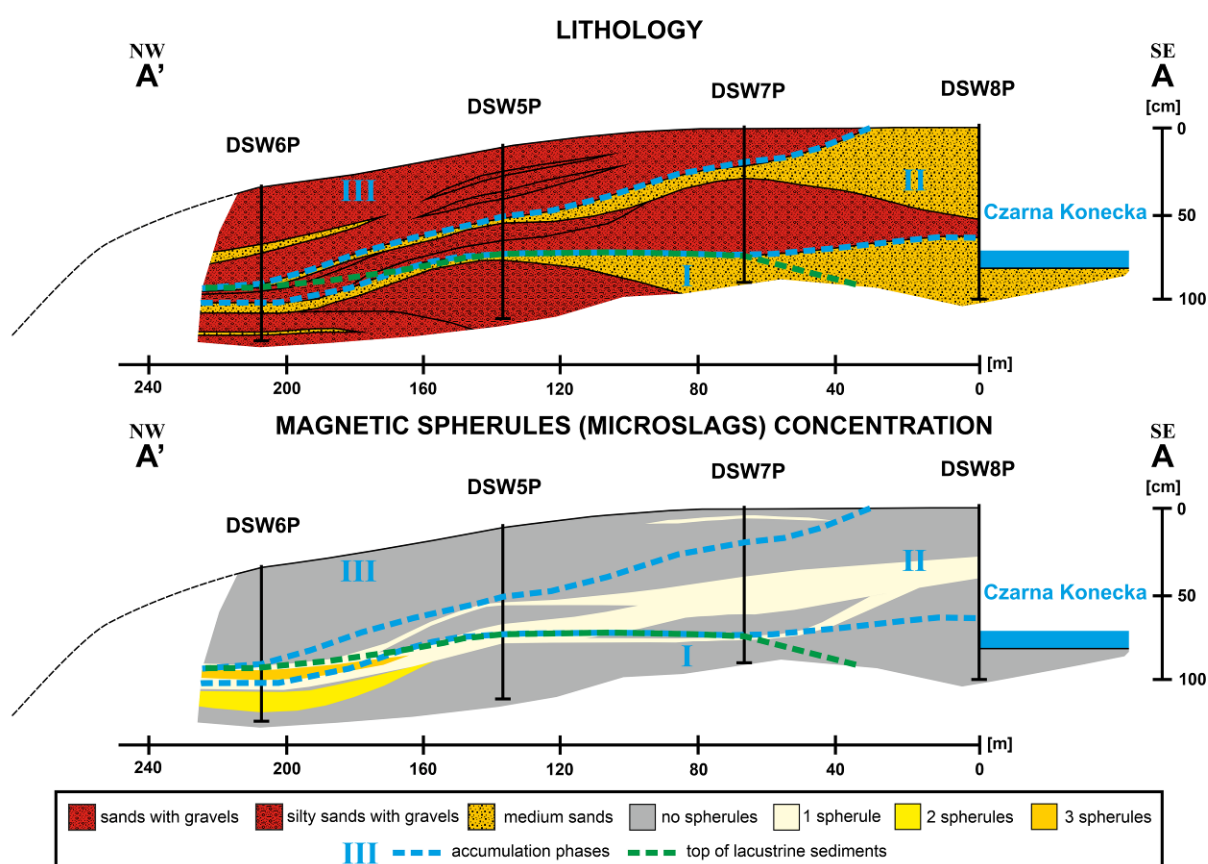 LITHOLOGY
NW
A’
SE
A
[cm]
DSW6P
DSW5P
DSW7P
DSW8P
0
50
100
III
II
I
Czarna Konecka
240
200
160
120
80
40
0
[m]
MAGNETIC SPHERULES (MICROSLAGS) CONCENTRATION
NW
A’
SE
A
[cm]
DSW6P
DSW5P
DSW7P
DSW8P
0
50
100
III
II
I
Czarna Konecka
240
200
160
120
80
40
0
[m]
sands with gravels
silty sands with gravels
medium sands
no spherules
1 spherule
2 spherules
3 spherules
III
accumulation phases
top of lacustrine sediments